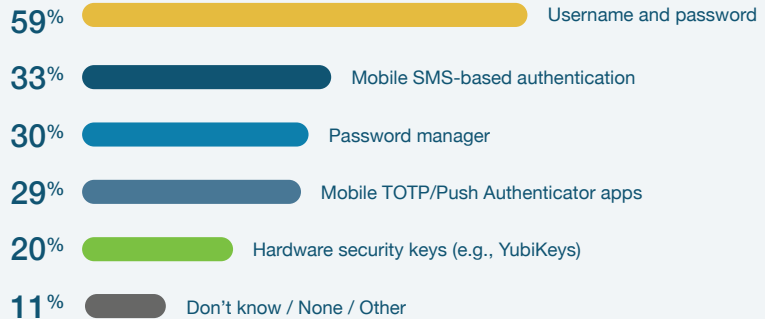 59% Username and password
33% Mobile SMS-based authentication
30% Password manager
29% Mobile TOTP/Push Authenticator apps
20% Hardware security keys (e.g., YubiKeys)
11% Don’t know / None / Other